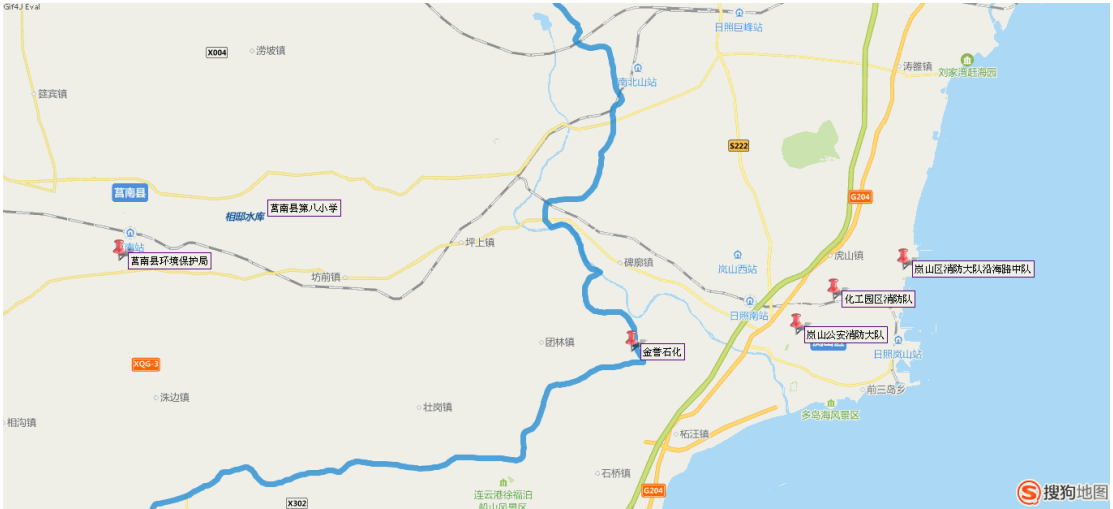 Gif4J Eval
日照巨峰站
X004
涝坡镇
涛雒镇
刘家湾赶海园
南北山站
筵宾镇
S222
莒南县
G204
莒南县第八小学
相邸水库
莒南站
坪上镇
虎山镇
莒南县环境保护局
碑廓镇
岚山西站
岚山区消防大队沿海路中队
坊前镇
化工园区消防队
日照南站
岚山公安消防大队
团林镇
金誉石化
日照岚山站
XQG-3
洙边镇
前三岛乡
壮岗镇
多岛海风景区
相沟镇
柘汪镇
石桥镇
连云港徐福泊
船山风景区
G204
X302
搜狗地图